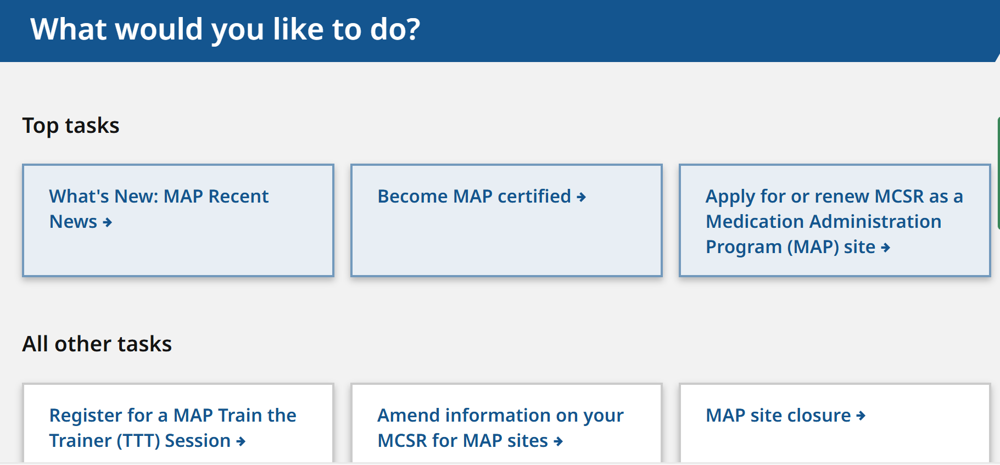 What would you like to do?
Top tasks
What's New: MAP Recent
News
Become MAP certified
Apply for or renew MCSR as a
Medication Administration
Program (MAP) site
All other tasks
Register for a MAP Train the
Trainer (TTT) Session
Amend information on your
MCSR for MAP sites
MAP site closure